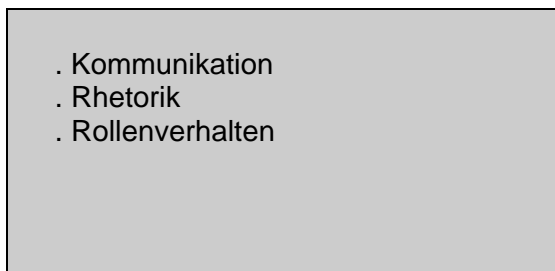 . Kommunikation
. Rhetorik
. Rollenverhalten